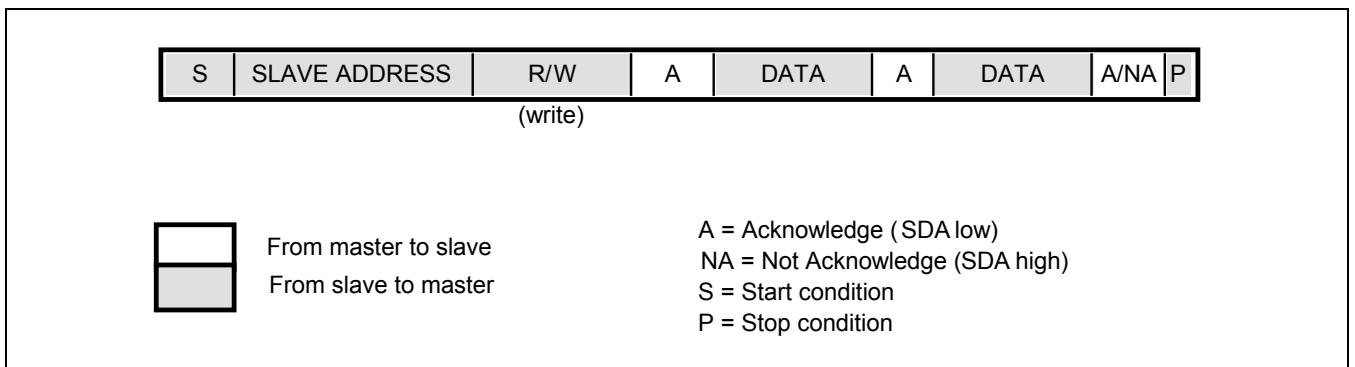 S SLAVE ADDRESS R/W A DATA A DATA A/NA P
(write)
From master to slave
From slave to master
A = Acknowledge (SDA low)
NA = Not Acknowledge (SDA high)
S = Start condition
P = Stop condition